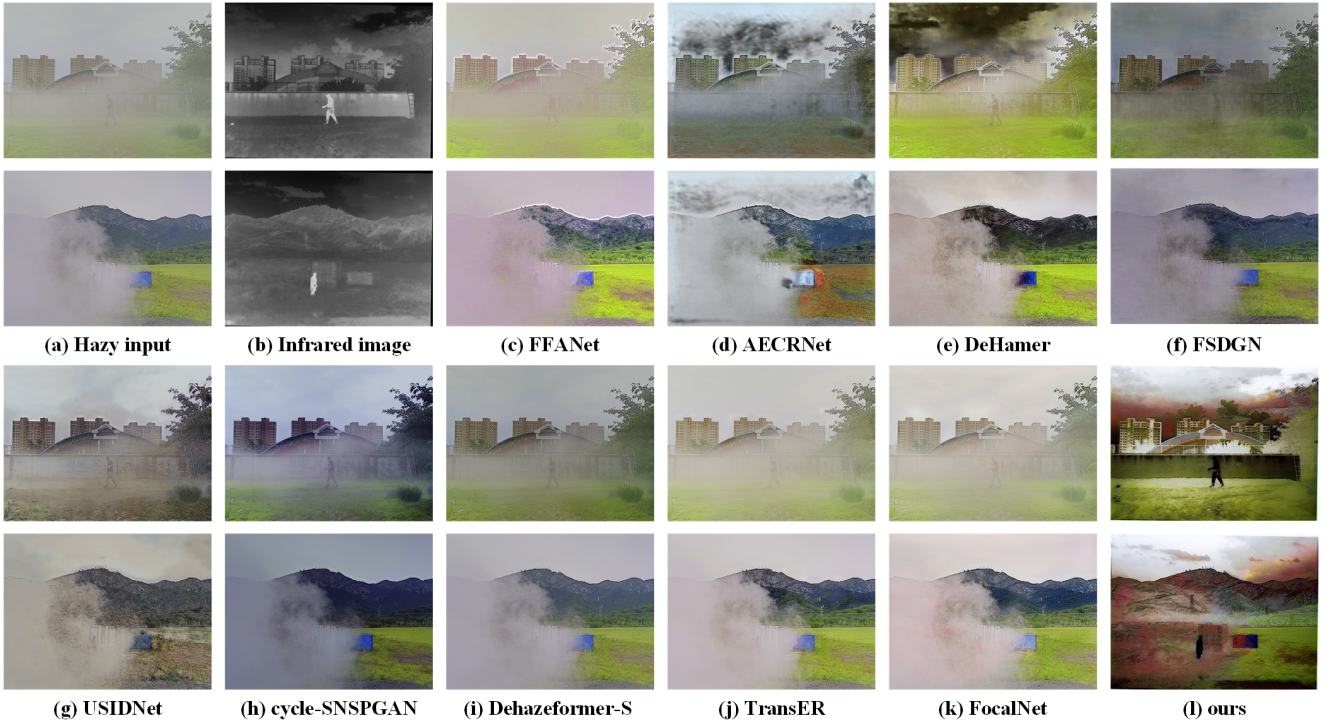 (a) Hazy input (b) Infrared image (c) FFANet (d) AECRNet (e) DeHamer (f) FSDGN
(g) USIDNet (h) cycle-SNSPGAN (i) Dehazeformer-S (j) TransER (k) FocalNet (l) ours